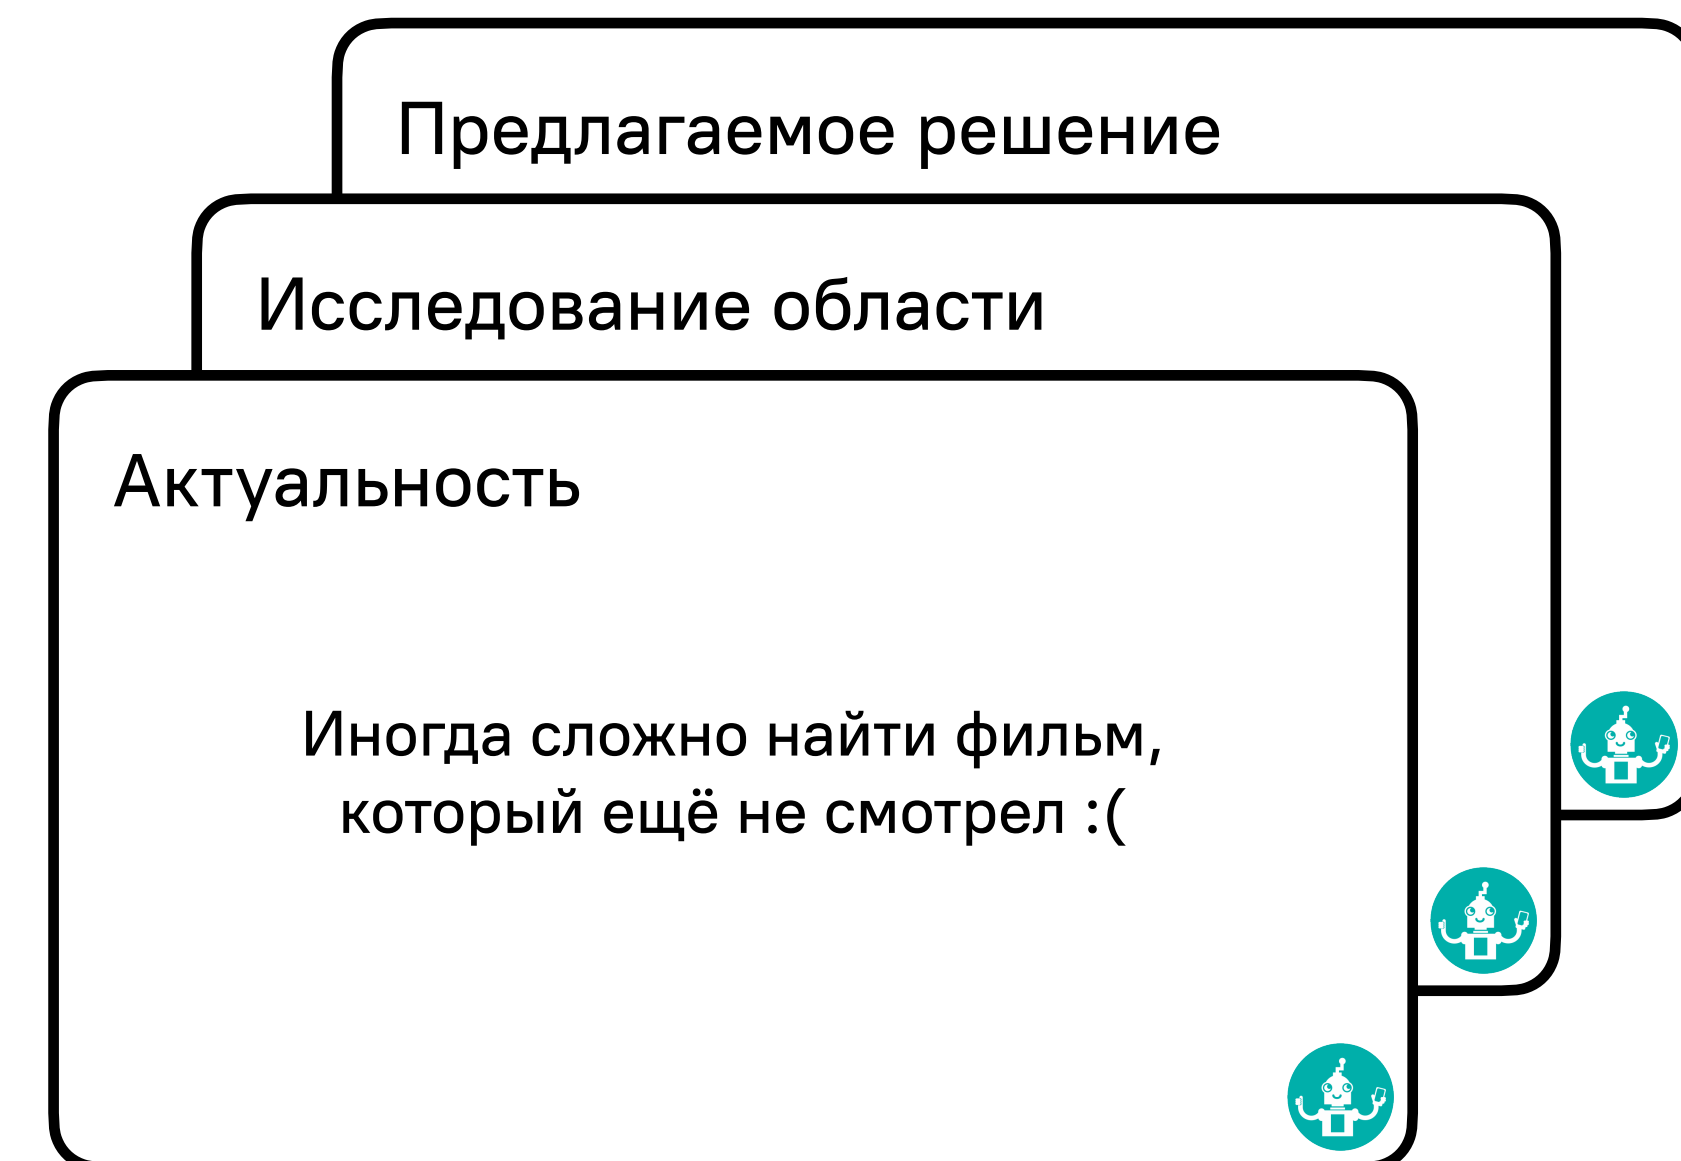 Предлагаемое решение
Исследование области
Актуальность
Иногда сложно найти фильм,
который ещё не смотрел :(